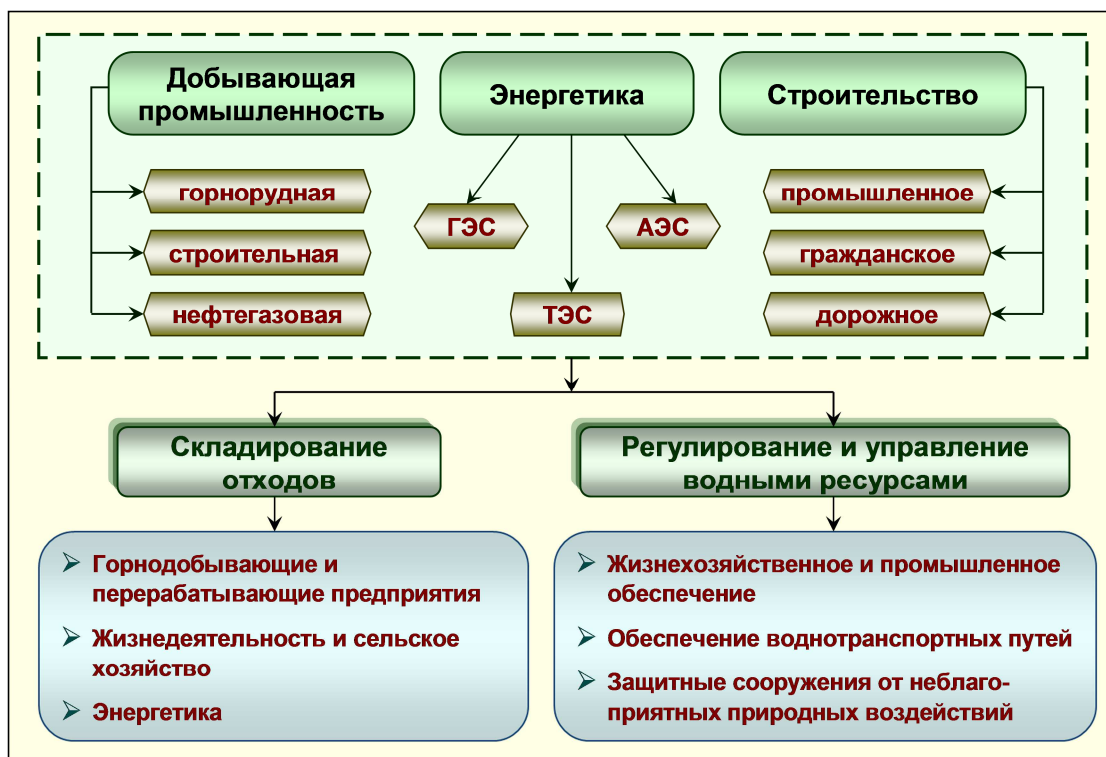 Добывающая
промышленность
Энергетика
Строительство
горнорудная
строительная
нефтегазовая
ГЭС
АЭС
ТЭС
промышленное
гражданское
дорожное
Складирование
отходов
Регулирование и управление
водными ресурсами
Горнодобывающие и
перерабатывающие предприятия
Жизнедеятельность и сельское
хозяйство
Энергетика
Жизнехозяйственное и промышленное
обеспечение
Обеспечение воднотранспортных путей
Защитные сооружения от неблаго-
приятных природных воздействий